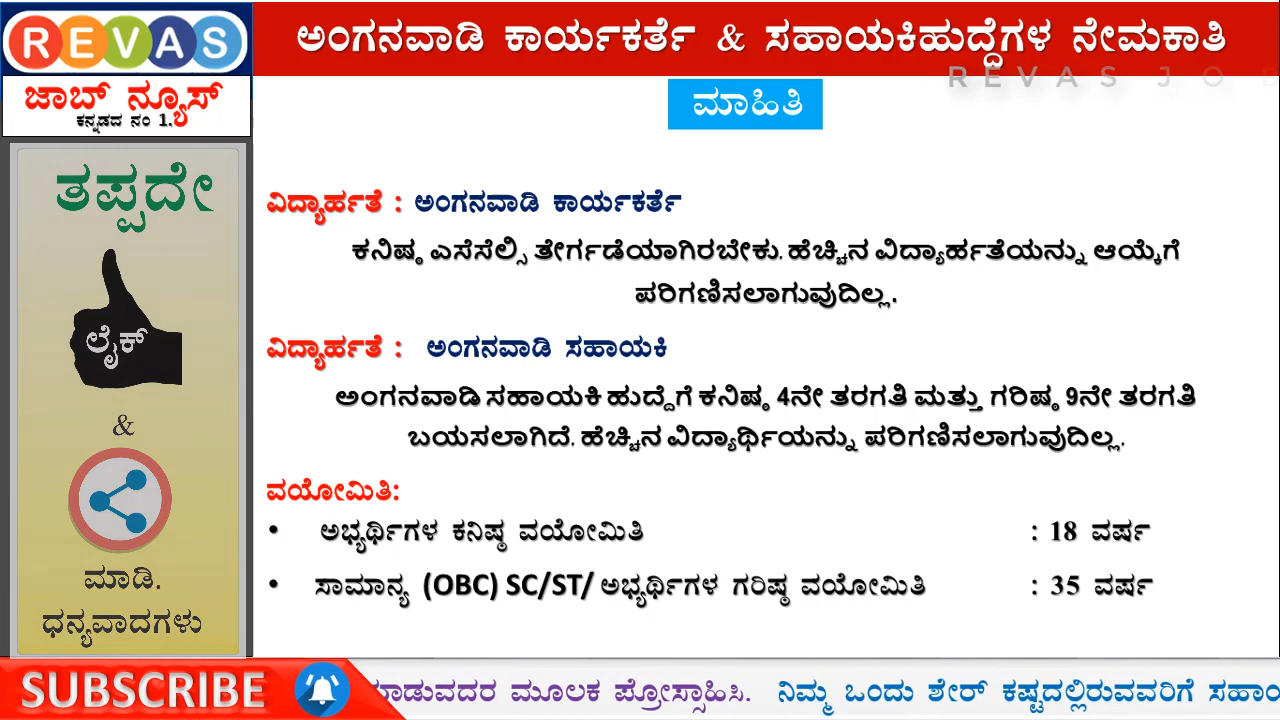 REVAS
ಜಾಬ್ ನ್ಯೂಸ್
ಕನ್ನಡದ ನಂ 1.
ತಪ್ಪದೇ
ಲೈಕ್
&
ಮಾಡಿ.
ಧನ್ಯವಾದಗಳು
ಅಂಗನವಾಡಿ ಕಾರ್ಯಕರ್ತೆ & ಸಹಾಯಕಿಹುದ್ದೆಗಳ ನೇಮಕಾತಿ
REVAS JOB
ಮಾಹಿತಿ
ವಿದ್ಯಾರ್ಹತೆ : ಅಂಗನವಾಡಿ ಕಾರ್ಯಕರ್ತೆ
ಕನಿಷ್ಠ ಎಸೆಸೆಲ್ಸಿ ತೇರ್ಗಡೆಯಾಗಿರಬೇಕು. ಹೆಚ್ಚಿನ ವಿದ್ಯಾರ್ಹತೆಯನ್ನು ಆಯ್ಕೆಗೆ
ಪರಿಗಣಿಸಲಾಗುವುದಿಲ್ಲ.
ವಿದ್ಯಾರ್ಹತೆ : ಅಂಗನವಾಡಿ ಸಹಾಯಕಿ
ಅಂಗನವಾಡಿ ಸಹಾಯಕಿ ಹುದ್ದೆಗೆ ಕನಿಷ್ಠ 4ನೇ ತರಗತಿ ಮತ್ತು ಗರಿಷ್ಠ 9ನೇ ತರಗತಿ
ಬಯಸಲಾಗಿದೆ. ಹೆಚ್ಚಿನ ವಿದ್ಯಾರ್ಥಿಯನ್ನು ಪರಿಗಣಿಸಲಾಗುವುದಿಲ್ಲ.
ವಯೋಮಿತಿ:
• ಅಭ್ಯರ್ಥಿಗಳ ಕನಿಷ್ಠ ವಯೋಮಿತಿ : 18 ವರ್ಷ
• ಸಾಮಾನ್ಯ (OBC) SC/ST/ ಅಭ್ಯರ್ಥಿಗಳ ಗರಿಷ್ಠ ವಯೋಮಿತಿ : 35 ವರ್ಷ
SUBSCRIBE
ಮಾಡುವದರ ಮೂಲಕ ಪ್ರೋಸ್ಸಾಹಿಸಿ. ನಿಮ್ಮ ಒಂದು ಶೇರ್ ಕಷ್ಟದಲ್ಲಿರುವವರಿಗೆ